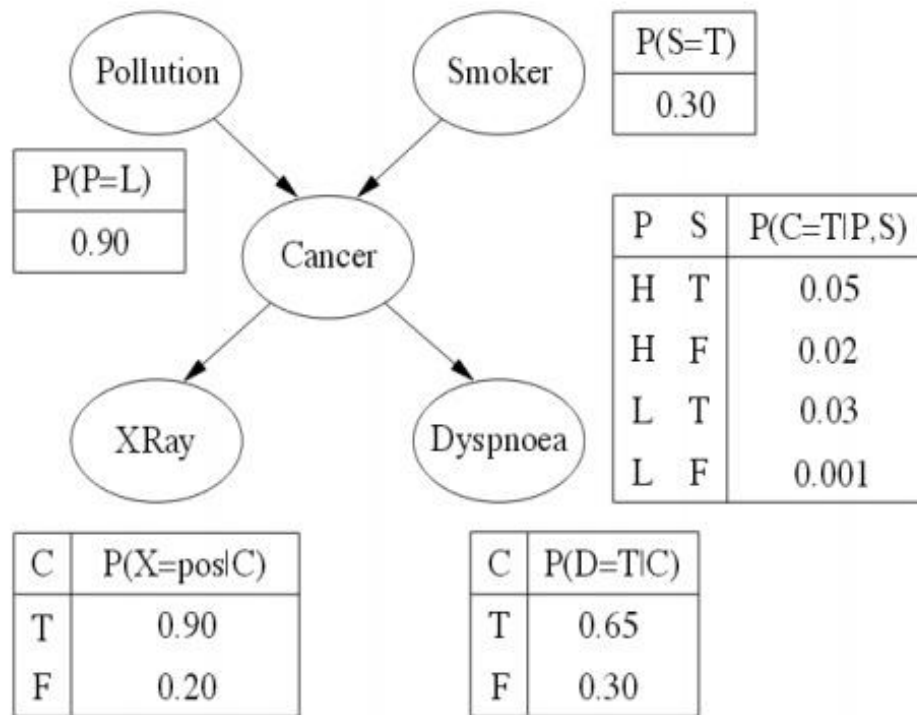 Pollution
Smoker
P(S=T)
0.30
P(P=L)
0.90
Cancer
P S P(C=T|P,S)
H T 0.05
H F 0.02
L T 0.03
L F 0.001
XRay
Dyspnoea
C P(X=pos|C)
T 0.90
F 0.20
C P(D=T|C)
T 0.65
F 0.30